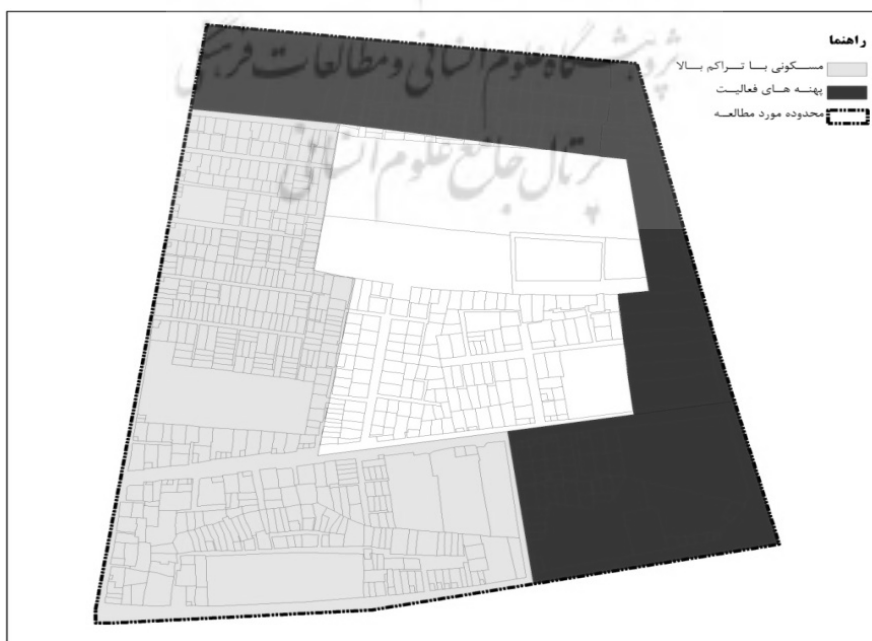 پژوهشگاه علوم انسانی و مطالعات فرهنگی
پرتال جامع علوم انسانی
راهنما
مسکونی با تراکم بالا
پهنه های فعالیت
محدوده مورد مطالعه